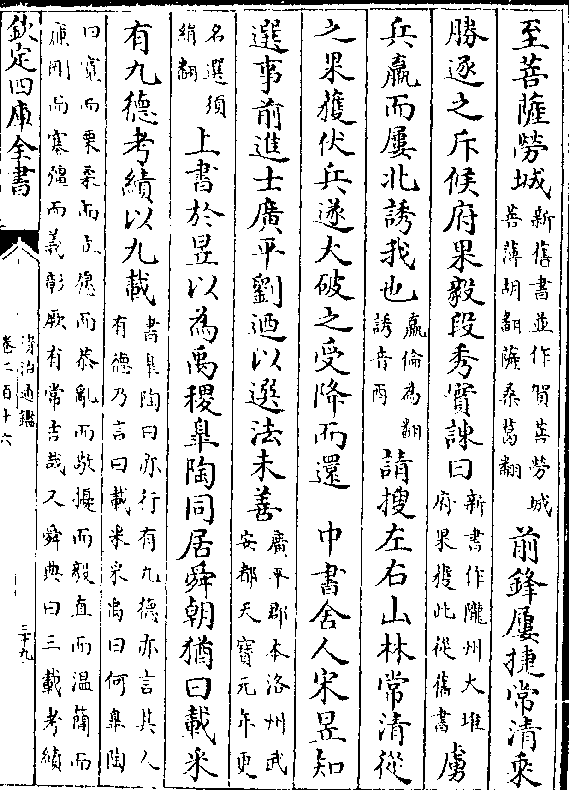 至菩薩勞城新舊書並作賀菩勞城菩薄胡翻薩桑葛翻前鋒屢捷常清乘
勝逐之斥候府果毅段秀實諫曰新書作隴州大堆府果毅此從舊書虜
兵羸而屢北誘我也羸倫為翻誘音酉請搜左右山林常清從
之果獲伏兵遂大破之受降而還　中書舍人宋昱知
選事前進士廣平劉迺以選法未善廣平郡本洛州武安郡天寶元年更
名選須絹翻上書於昱以為禹稷臯陶同居舜朝猶曰載采
有九德考績以九載書臯陶曰亦行有九德亦言其人有德乃言曰載采采禹曰何臯陶
曰寛而栗柔而立愿而恭亂而敬擾而毅直而溫簡而廉剛而塞彊而義彰厥有常吉哉又舜典曰三載考績
欽定四庫全書
資治通鑑
卷二百十六
三十九